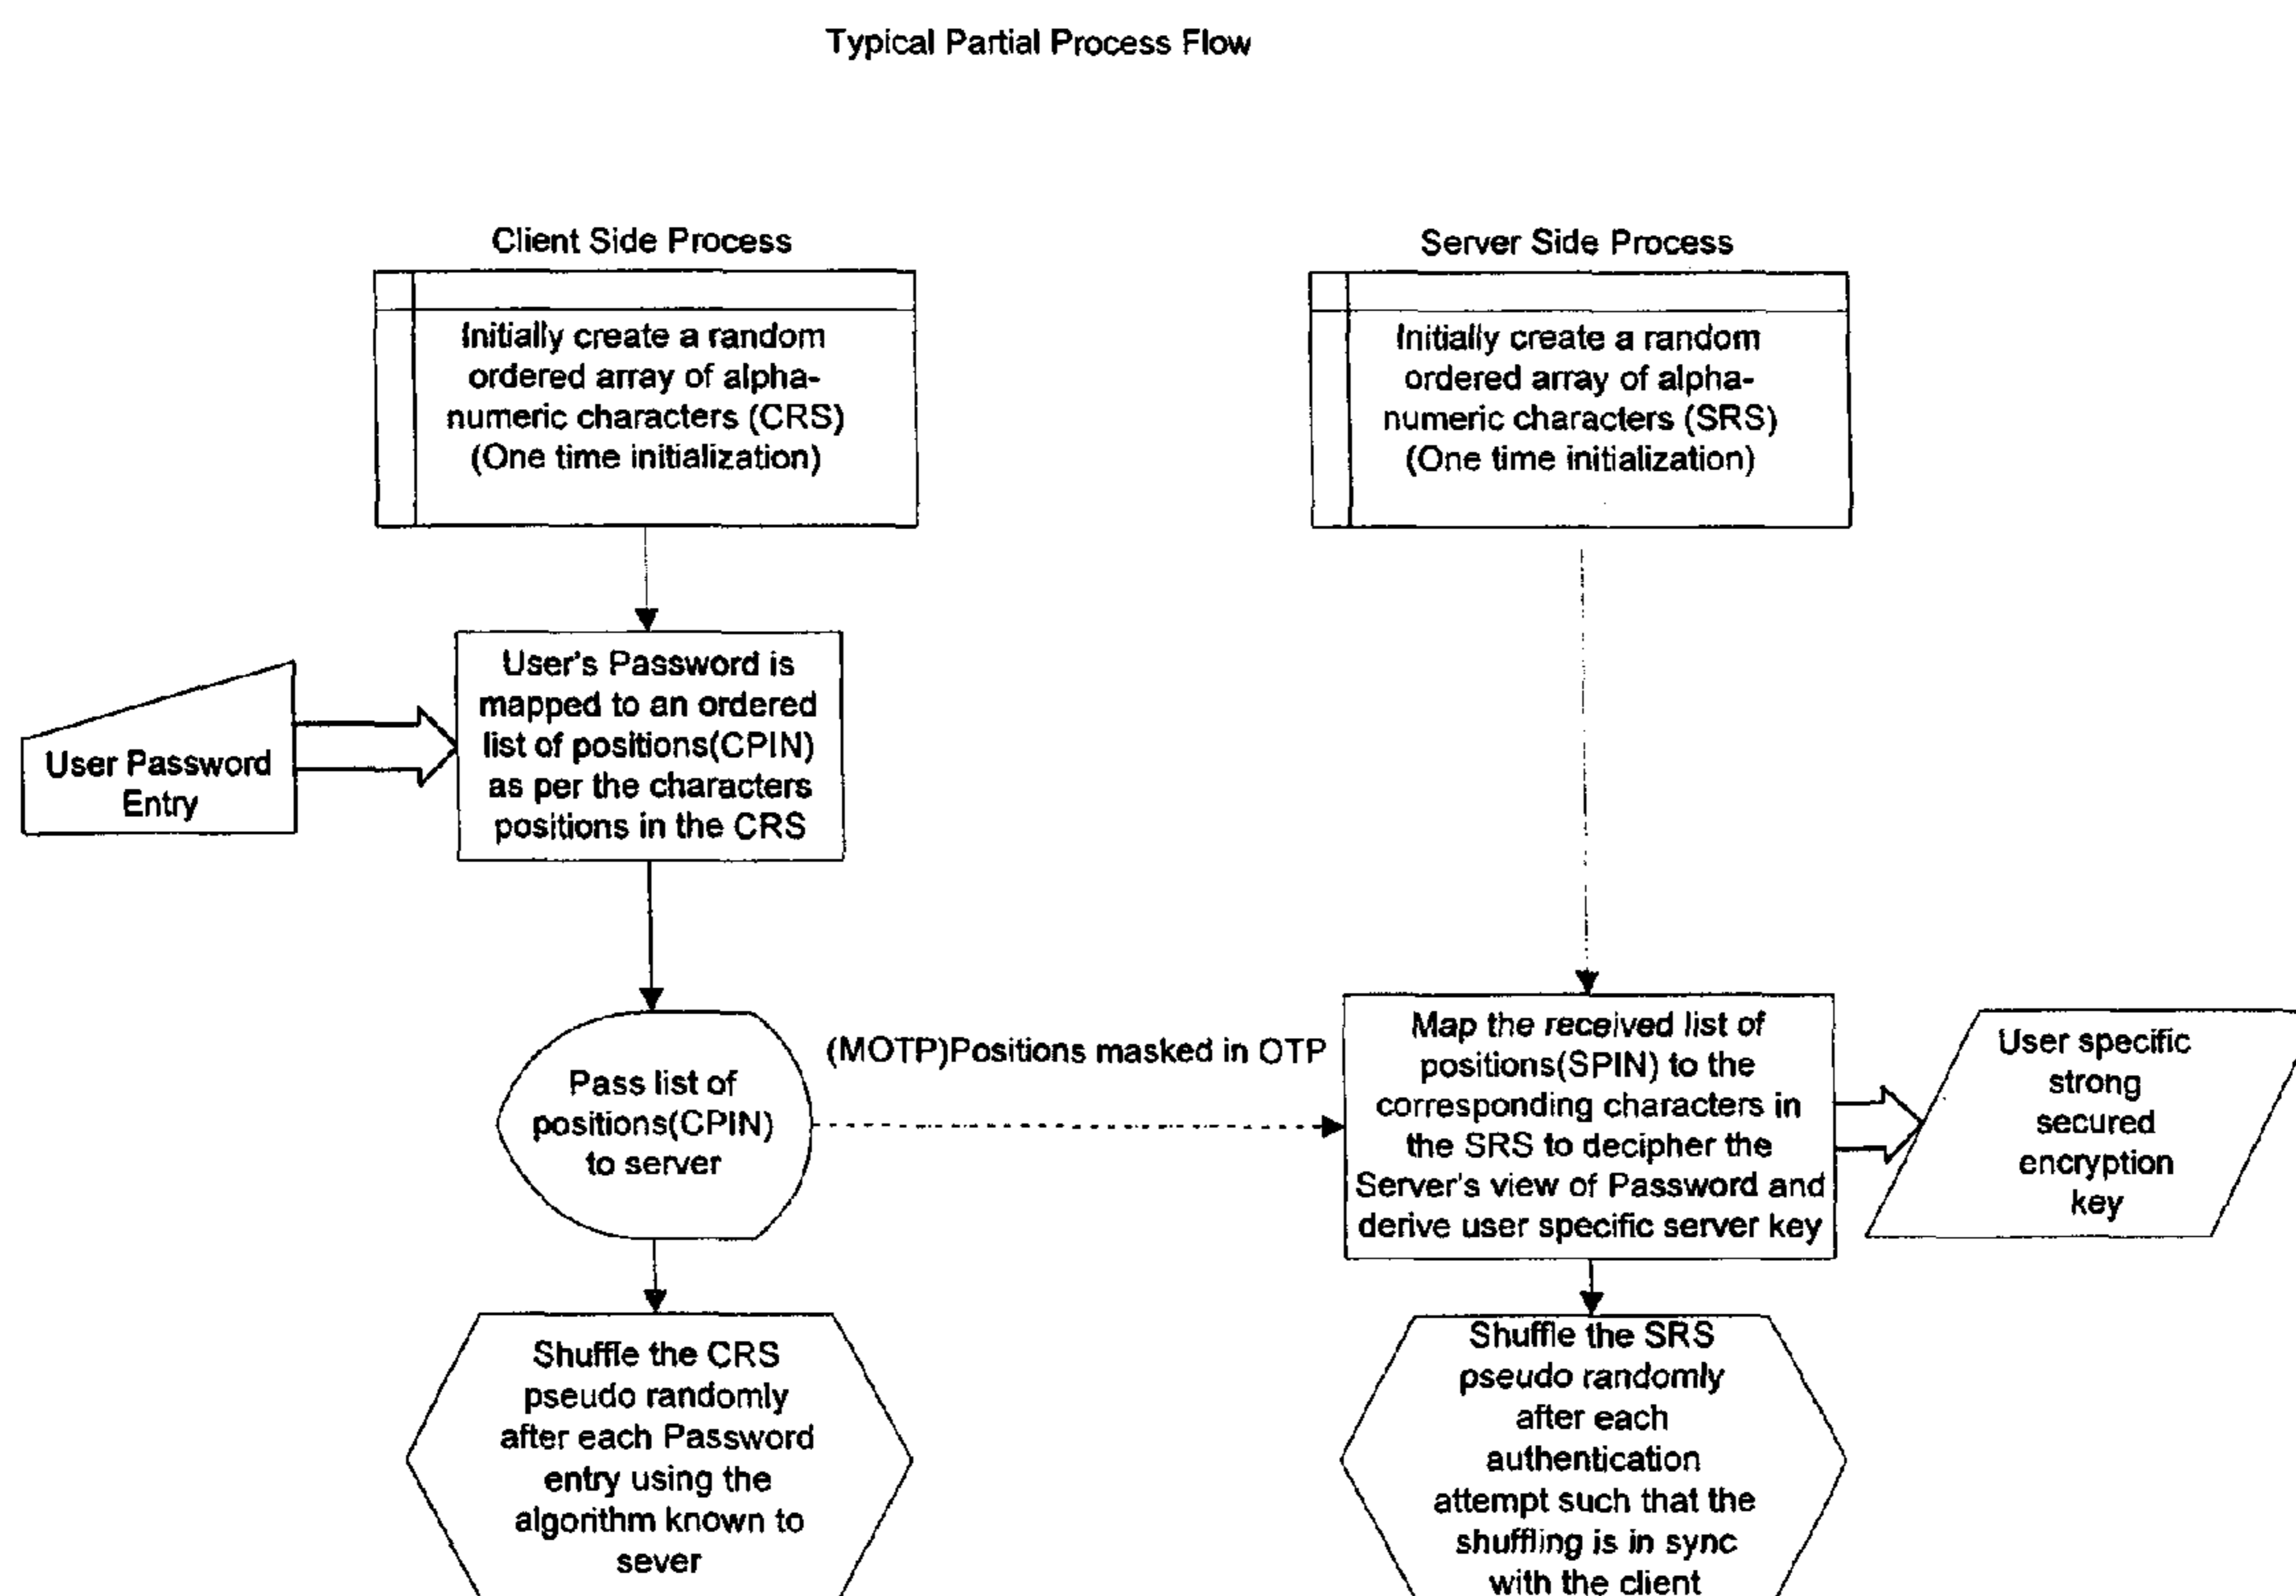 Typical Partial Process Flow
Client Side Process
Initially create a random
ordered array of alpha-
numeric characters (CRS)
(One time initialization)
User Password
Entry
User's Password is
mapped to an ordered
list of positions(CPIN)
as per the characters
positions in the CRS
Pass list of
positions(CPIN)
to server
(MOTP)Positions masked in OTP
Shuffle the CRS
pseudo randomly
after each Password
entry using the
algorithm known to
sever
Server Side Process
Initially create a random
ordered array of alpha-
numeric characters (SRS)
(One time initialization)
Map the received list of
positions(SPIN) to the
corresponding characters in
the SRS to decipher the
Server's view of Password and
derive user specific server key
User specific
strong
secured
encryption
key
Shuffle the SRS
pseudo randomly
after each
authentication
attempt such that the
shuffling is in sync
with the client